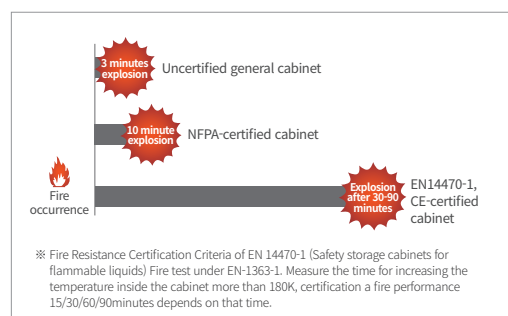 3 minutes
explosion
Uncertified general cabinet
10 minute
explosion
NFPA-certified cabinet
Fire
occurrence
Explosion
after 30-90
minutes
EN14470-1,
CE-certified
cabinet
※ Fire Resistance Certification Criteria of EN 14470-1 (Safety storage cabinets for
flammable liquids) Fire test under EN-1363-1. Measure the time for increasing the
temperature inside the cabinet more than 180K, certification a fire performance
15/30/60/90minutes depends on that time.